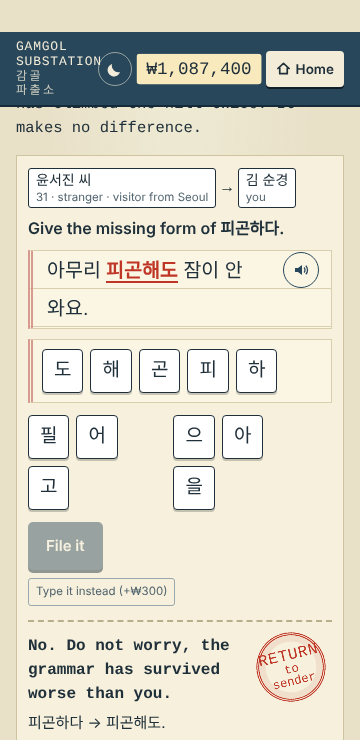 GAMGOL
SUBSTATION
감골
파출소
₩1,087,400
Home
makes no difference.
윤서진 씨
31 · stranger · visitor from Seoul
→
김 순경
you
Give the missing form of 피곤하다.
아무리 피곤해도 잠이 안
와요.
도 해 곤 피 하
필 어 으 아
고 을
File it
Type it instead (+₩300)
No. Do not worry, the
grammar has survived
worse than you.
RETURN
to
sender
피곤하다 → 피곤해도.